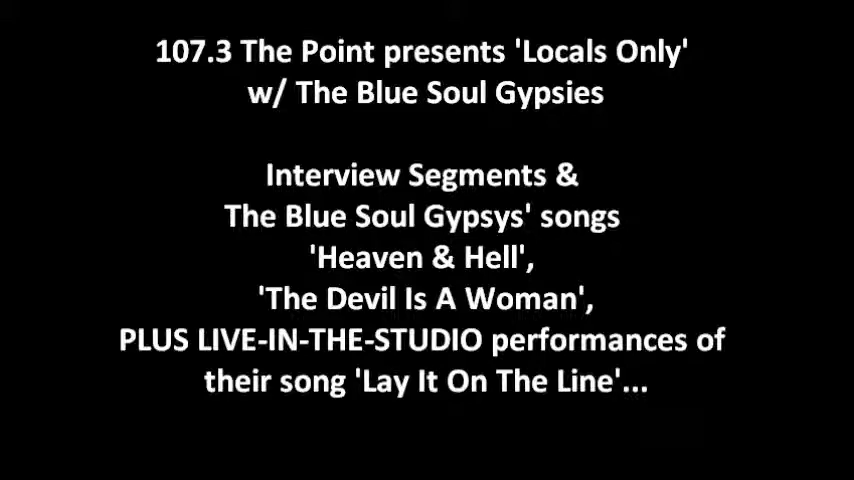 107.3 The Point presents 'Locals Only'
w/ The Blue Soul Gypsies
Interview Segments &
The Blue Soul Gypsys' songs
'Heaven & Hell',
'The Devil Is A Woman',
PLUS LIVE-IN-THE-STUDIO performances of
their song 'Lay It On The Line'...